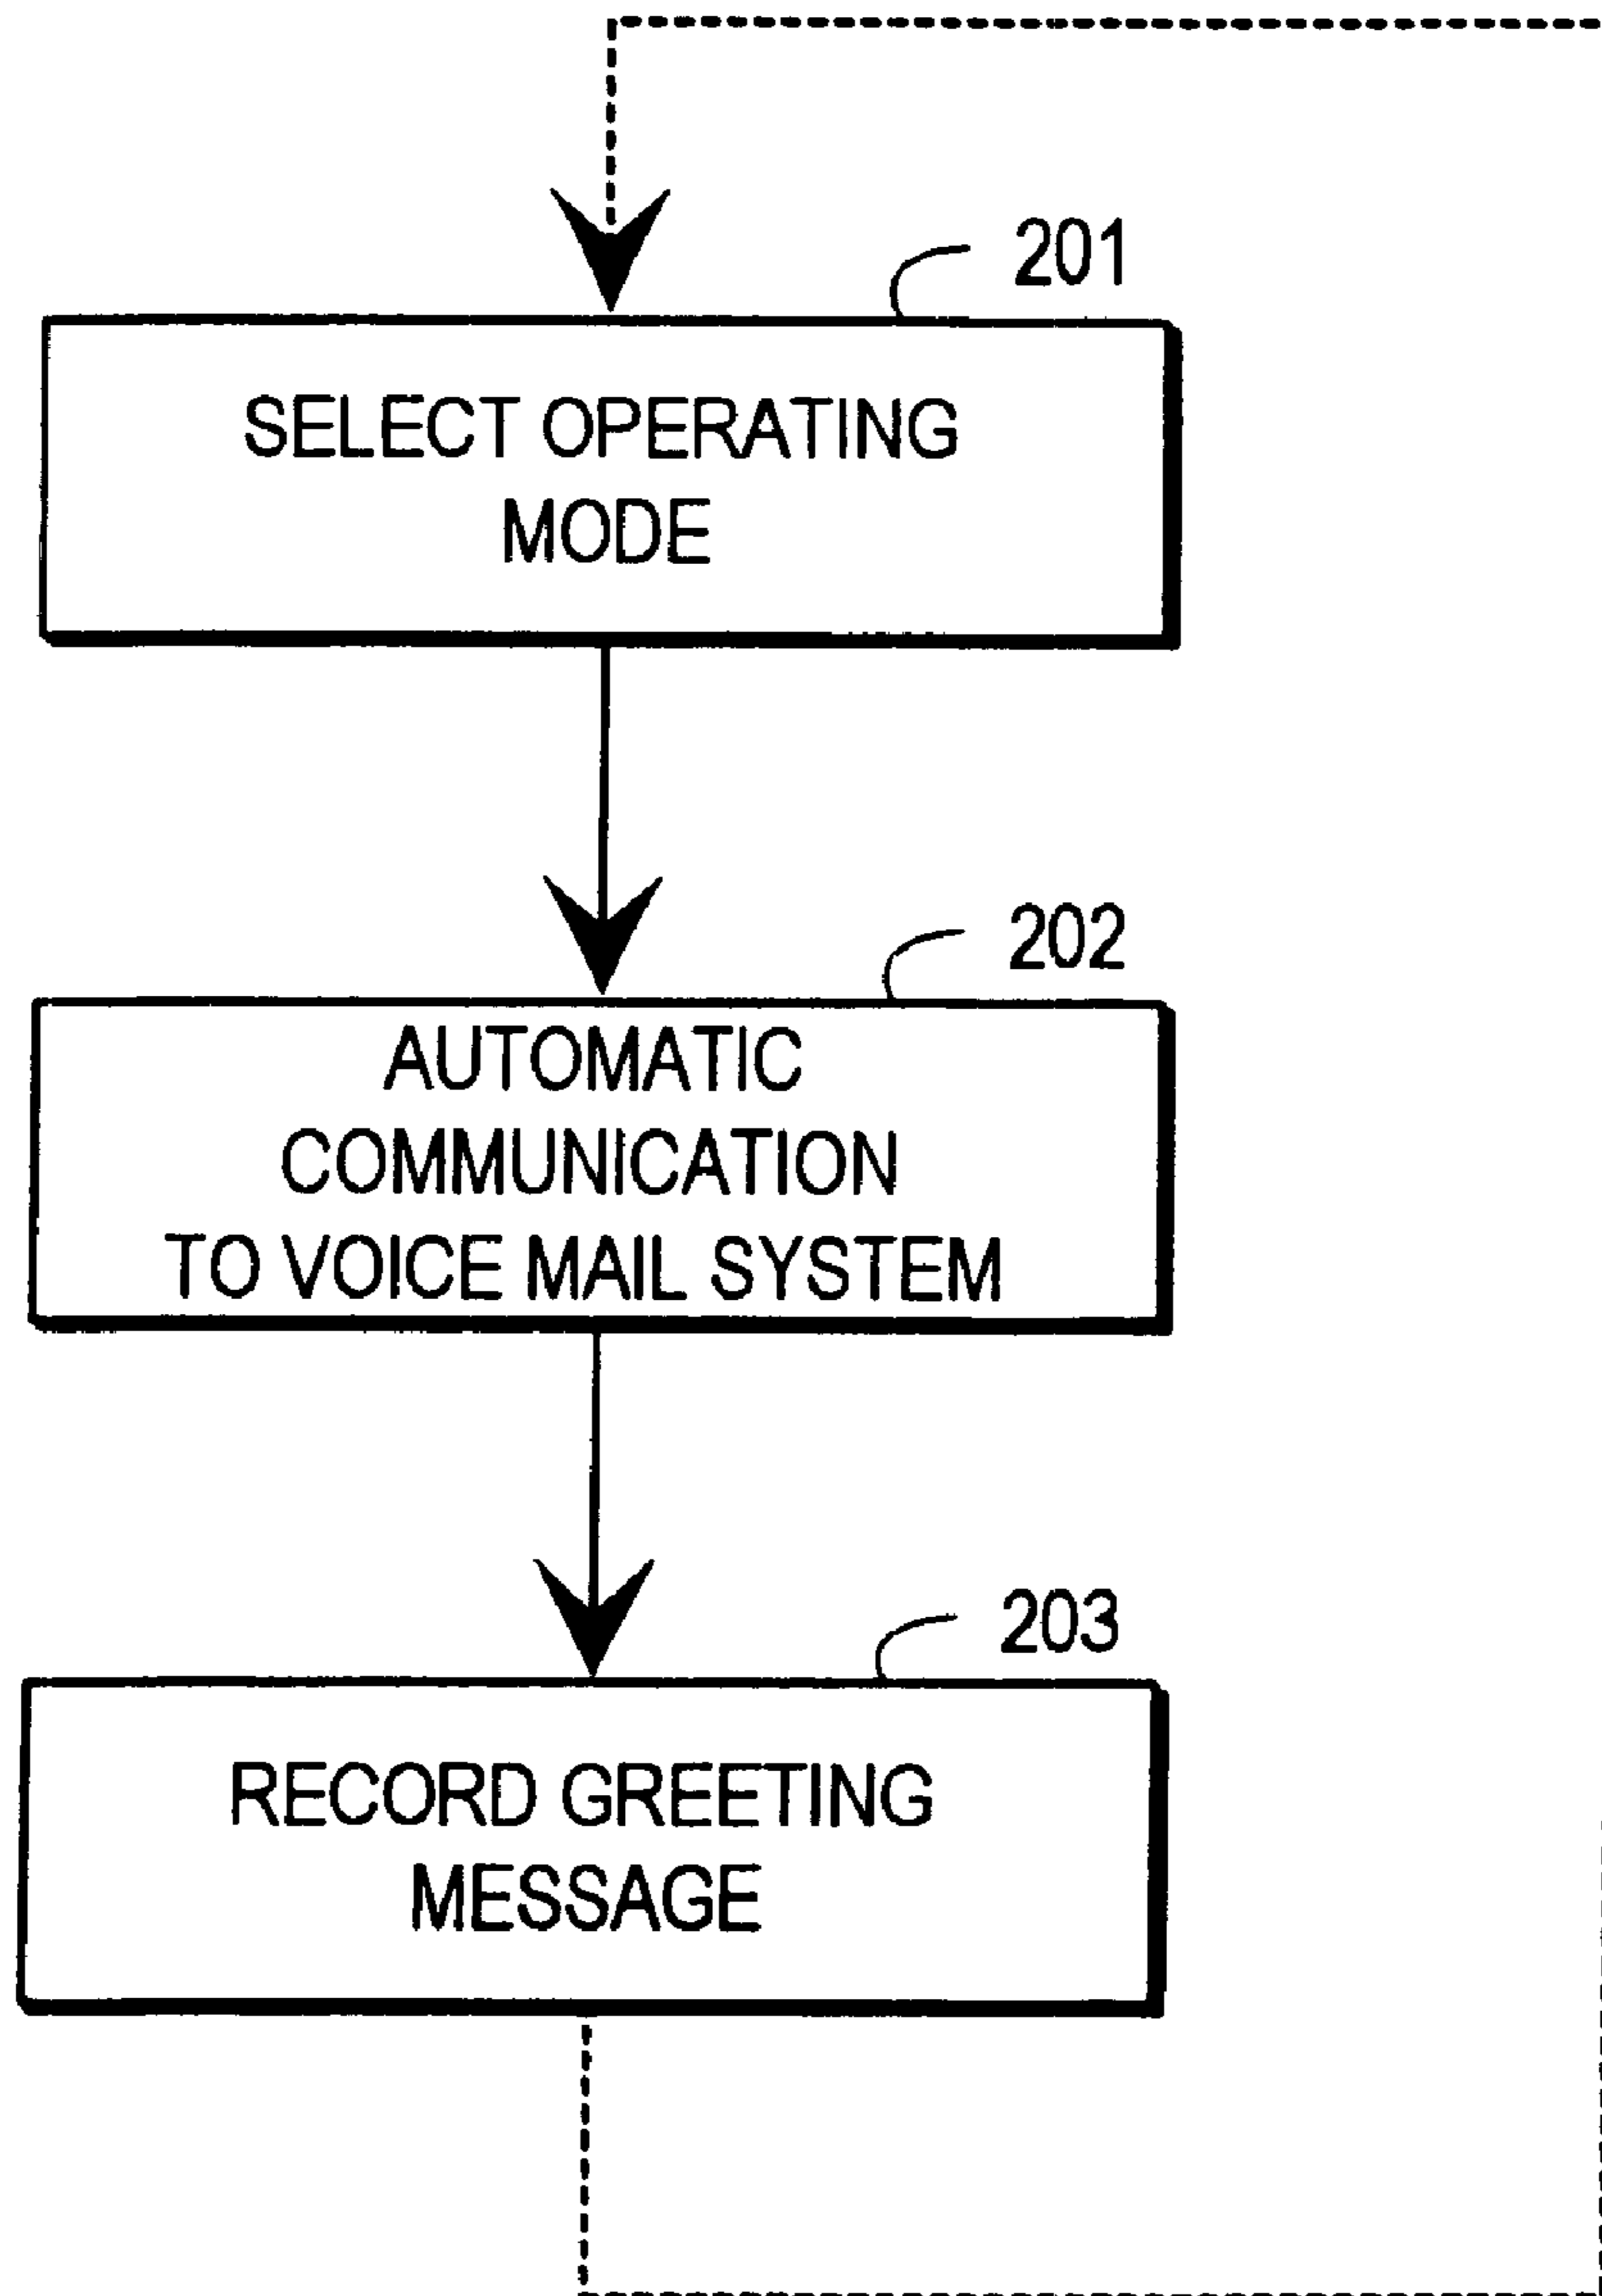 201
SELECT OPERATING
MODE
202
AUTOMATIC
COMMUNICATION
TO VOICE MAIL SYSTEM
203
RECORD GREETING
MESSAGE